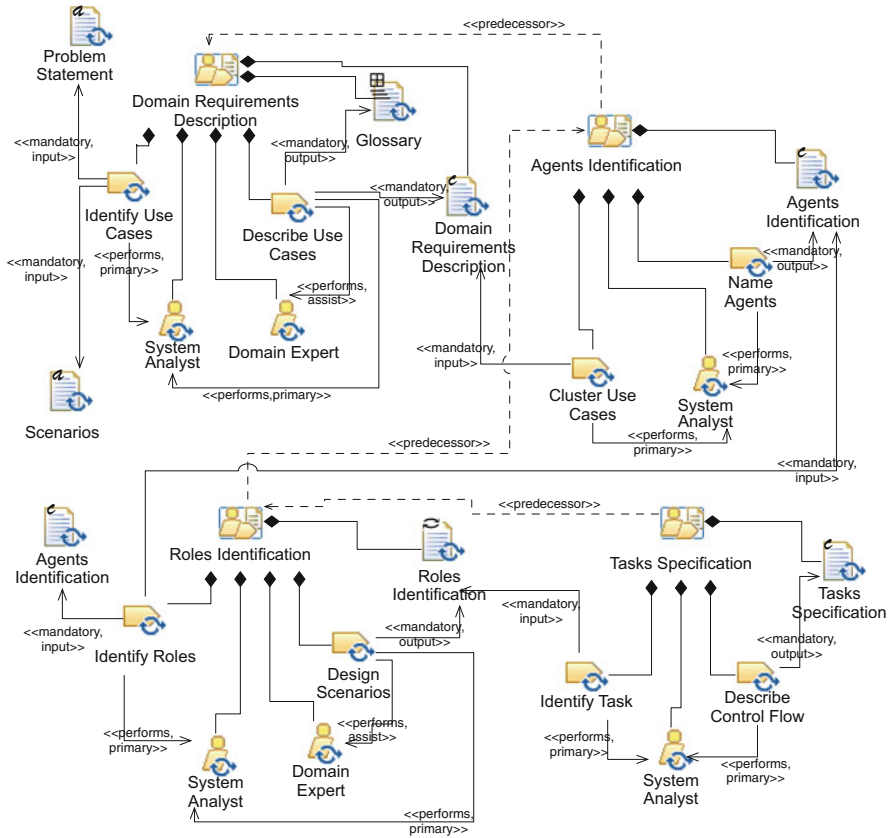 <<predecessor>>
Problem
Statement
Domain Requirements
Description
<<mandatory,
input>>
<<mandatory,
output>>
Glossary
Agents Identification
Identify Use
Cases
<<mandatory,
output>>
Describe Use
Cases
Domain
Requirements
Description
Agents
Identification
<<mandatory,
input>>
<<performs,
primary>>
<<performs,
assist>>
<<mandatory,
output>>
Name
Agents
System
Analyst
Domain Expert
<<mandatory,
input>>
<<performs,
primary>>
Scenarios
<<performs,primary>>
Cluster Use
Cases
System
Analyst
<<performs,
primary>>
<<predecessor>>
<<mandatory,
input>>
<<predecessor>>
Agents
Identification
Roles Identification
Roles
Identification
Tasks Specification
Tasks
Specification
<<mandatory,
input>>
Identify Roles
<<mandatory,
output>>
<<mandatory,
input>>
<<mandatory,
output>>
Design
Scenarios
Identify Task
Describe
Control Flow
<<performs,
primary>>
<<performs,
assist>>
<<performs,
primary>>
<<performs,
primary>>
System
Analyst
Domain
Expert
System
Analyst
<<performs,
primary>>